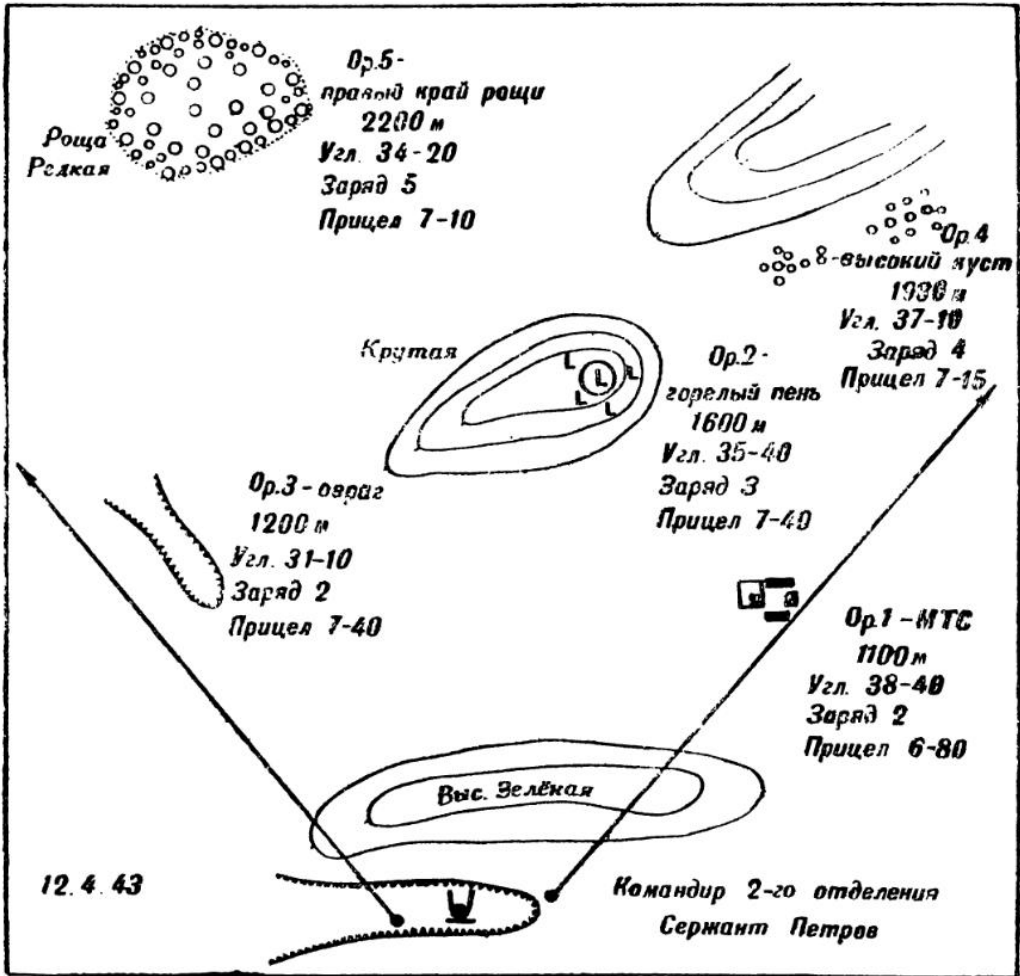 Ор.5-
правый край рощи
2200 м
Угл. 34-20
Заряд 5
Прицел 7-10
Роща
Редкая
Ор.4
8-высокий куст
1930 м
Угл. 37-10
Заряд 4
Прицел 7-15
Крутая
Ор.2-
горелый пень
1600 м
Угл. 35-40
Заряд 3
Прицел 7-40
Ор.3 - овраг
1200 м
Угл. 31-10
Заряд 2
Прицел 7-40
Ор.1 - МТС
1100 м
Угл. 38-40
Заряд 2
Прицел 6-80
Выс. Зелёная
12.4.43
Командир 2-го отделения
Сержант Петров